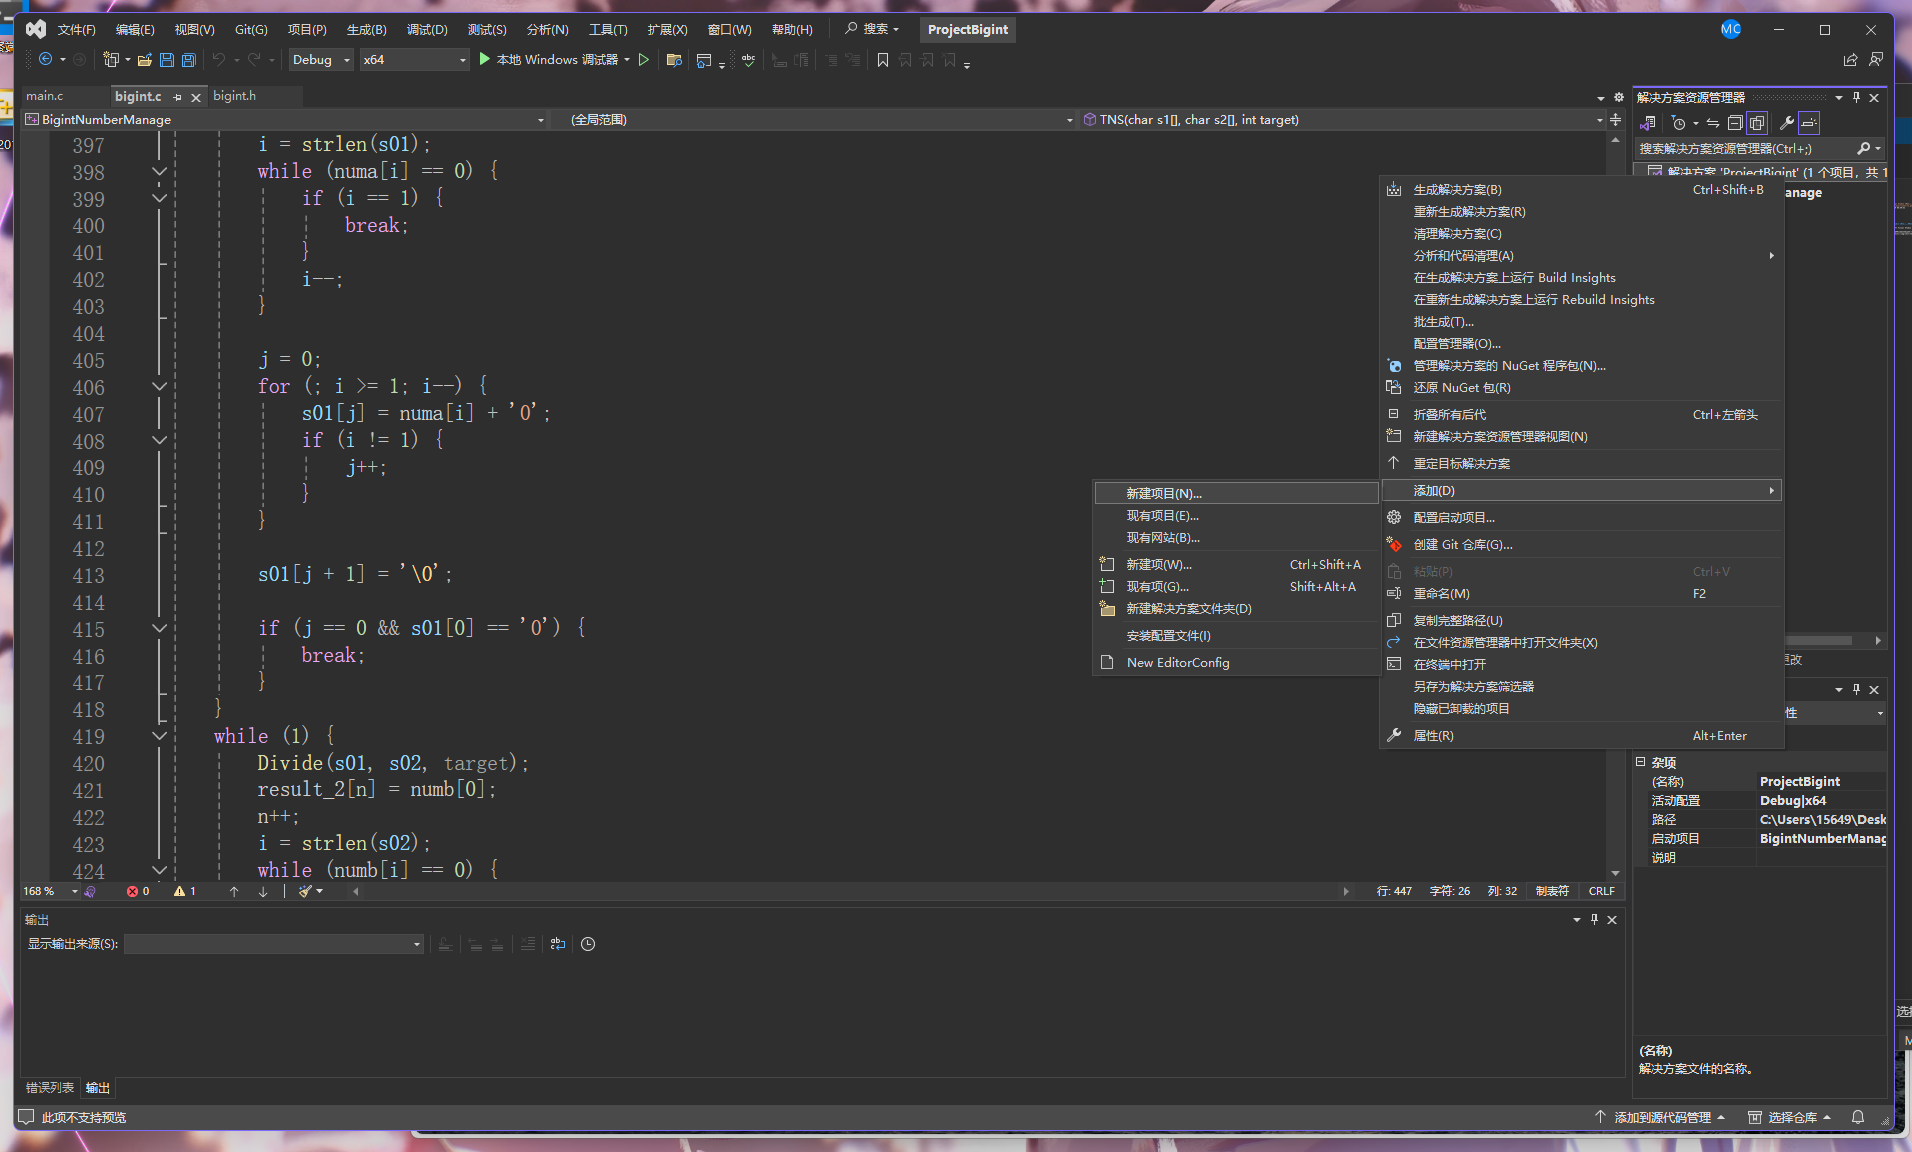 文件(F) 编辑(E) 视图(V) Git(G) 项目(P) 生成(B) 调试(D) 测试(S) 分析(N) 工具(T) 扩展(X) 窗口(W) 帮助(H) 搜索 ProjectBigint MC
Debug x64 本地 Windows 调试器
main.c bigint.c bigint.h
BigintNumberManage (全局范围) TNS(char s1[], char s2[], int target)
397 i = strlen(s01);
398 while (numa[i] == 0) {
399 if (i == 1) {
400 break;
401 }
402 i--;
403 }
404
405 j = 0;
406 for (; i >= 1; i--) {
407 s01[j] = numa[i] + '0';
408 if (i != 1) {
409 j++;
410 }
411 }
412
413 s01[j + 1] = '\0';
414
415 if (j == 0 && s01[0] == '0') {
416 break;
417 }
418 }
419 while (1) {
420 Divide(s01, s02, target);
421 result_2[n] = numb[0];
422 n++;
423 i = strlen(s02);
424 while (numb[i] == 0) {
168 % 0 1 行: 447 字符: 26 列: 32 制表符 CRLF
输出
显示输出来源(S):
错误列表 输出
此项不支持预览 添加到源代码管理 选择仓库
解决方案资源管理器
搜索解决方案资源管理器(Ctrl+;)
解决方案 'ProjectBigint' (1 个项目, 共 1
anage
生成解决方案(B) Ctrl+Shift+B
重新生成解决方案(R)
清理解决方案(C)
分析和代码清理(A)
在生成解决方案上运行 Build Insights
在重新生成解决方案上运行 Rebuild Insights
批生成(T)...
配置管理器(O)...
管理解决方案的 NuGet 程序包(N)...
还原 NuGet 包(R)
折叠所有后代 Ctrl+左箭头
新建解决方案资源管理器视图(N)
重定目标解决方案
添加(D)
配置启动项目...
创建 Git 仓库(G)...
粘贴(P) Ctrl+V
重命名(M) F2
复制完整路径(U)
在文件资源管理器中打开文件夹(X)
在终端中打开
另存为解决方案筛选器
隐藏已卸载的项目
属性(R) Alt+Enter
新建项目(N)...
现有项目(E)...
现有网站(B)...
新建项(W)... Ctrl+Shift+A
现有项(G)... Shift+Alt+A
新建解决方案文件夹(D)
安装配置文件(I)
New EditorConfig
更改
性
杂项
(名称) ProjectBigint
活动配置 Debug|x64
路径 C:\Users\15649\Desk
启动项目 BigintNumberManag
说明
(名称)
解决方案文件的名称。